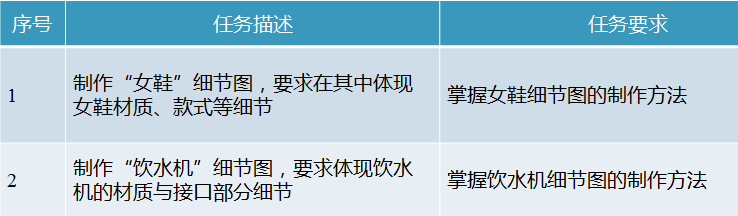 序号 任务描述 任务要求
1 制作“女鞋”细节图，要求在其中体现
女鞋材质、款式等细节 掌握女鞋细节图的制作方法
2 制作“饮水机”细节图，要求体现饮水
机的材质与接口部分细节 掌握饮水机细节图的制作方法